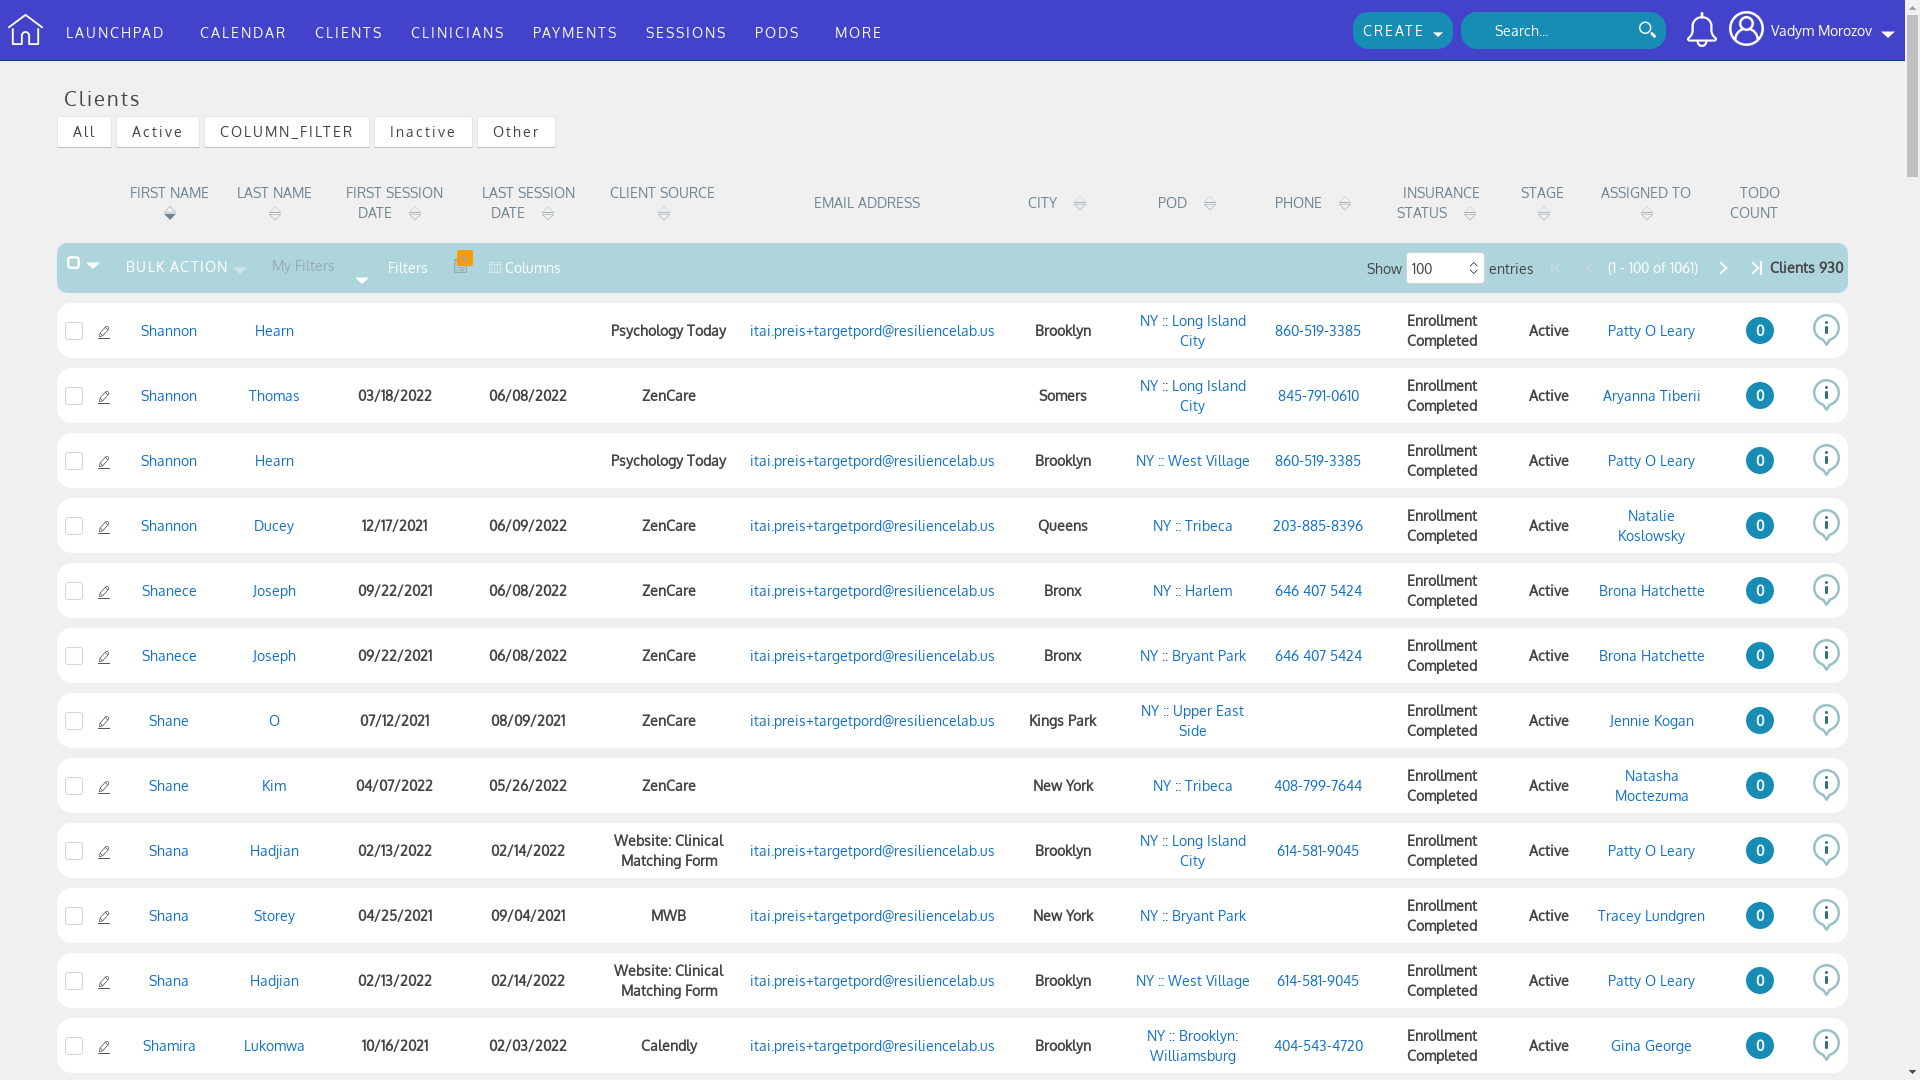 LAUNCHPAD CALENDAR CLIENTS CLINICIANS PAYMENTS SESSIONS PODS MORE CREATE Search... Vadym Morozov
Clients
All Active COLUMN_FILTER Inactive Other
FIRST NAME LAST NAME FIRST SESSION DATE LAST SESSION DATE CLIENT SOURCE EMAIL ADDRESS CITY POD PHONE INSURANCE STATUS STAGE ASSIGNED TO TODO COUNT
BULK ACTION My Filters Filters Columns Show 100 entries (1 - 100 of 1061) Clients 930
Shannon Hearn Psychology Today itai.preis+targetpord@resiliencelab.us Brooklyn NY :: Long Island City 860-519-3385 Enrollment Completed Active Patty O Leary 0
Shannon Thomas 03/18/2022 06/08/2022 ZenCare Somers NY :: Long Island City 845-791-0610 Enrollment Completed Active Aryanna Tiberii 0
Shannon Hearn Psychology Today itai.preis+targetpord@resiliencelab.us Brooklyn NY :: West Village 860-519-3385 Enrollment Completed Active Patty O Leary 0
Shannon Ducey 12/17/2021 06/09/2022 ZenCare itai.preis+targetpord@resiliencelab.us Queens NY :: Tribeca 203-885-8396 Enrollment Completed Active Natalie Koslowsky 0
Shanece Joseph 09/22/2021 06/08/2022 ZenCare itai.preis+targetpord@resiliencelab.us Bronx NY :: Harlem 646 407 5424 Enrollment Completed Active Brona Hatchette 0
Shanece Joseph 09/22/2021 06/08/2022 ZenCare itai.preis+targetpord@resiliencelab.us Bronx NY :: Bryant Park 646 407 5424 Enrollment Completed Active Brona Hatchette 0
Shane O 07/12/2021 08/09/2021 ZenCare itai.preis+targetpord@resiliencelab.us Kings Park NY :: Upper East Side Enrollment Completed Active Jennie Kogan 0
Shane Kim 04/07/2022 05/26/2022 ZenCare New York NY :: Tribeca 408-799-7644 Enrollment Completed Active Natasha Moctezuma 0
Shana Hadjian 02/13/2022 02/14/2022 Website: Clinical Matching Form itai.preis+targetpord@resiliencelab.us Brooklyn NY :: Long Island City 614-581-9045 Enrollment Completed Active Patty O Leary 0
Shana Storey 04/25/2021 09/04/2021 MWB itai.preis+targetpord@resiliencelab.us New York NY :: Bryant Park Enrollment Completed Active Tracey Lundgren 0
Shana Hadjian 02/13/2022 02/14/2022 Website: Clinical Matching Form itai.preis+targetpord@resiliencelab.us Brooklyn NY :: West Village 614-581-9045 Enrollment Completed Active Patty O Leary 0
Shamira Lukomwa 10/16/2021 02/03/2022 Calendly itai.preis+targetpord@resiliencelab.us Brooklyn NY :: Brooklyn: Williamsburg 404-543-4720 Enrollment Completed Active Gina George 0